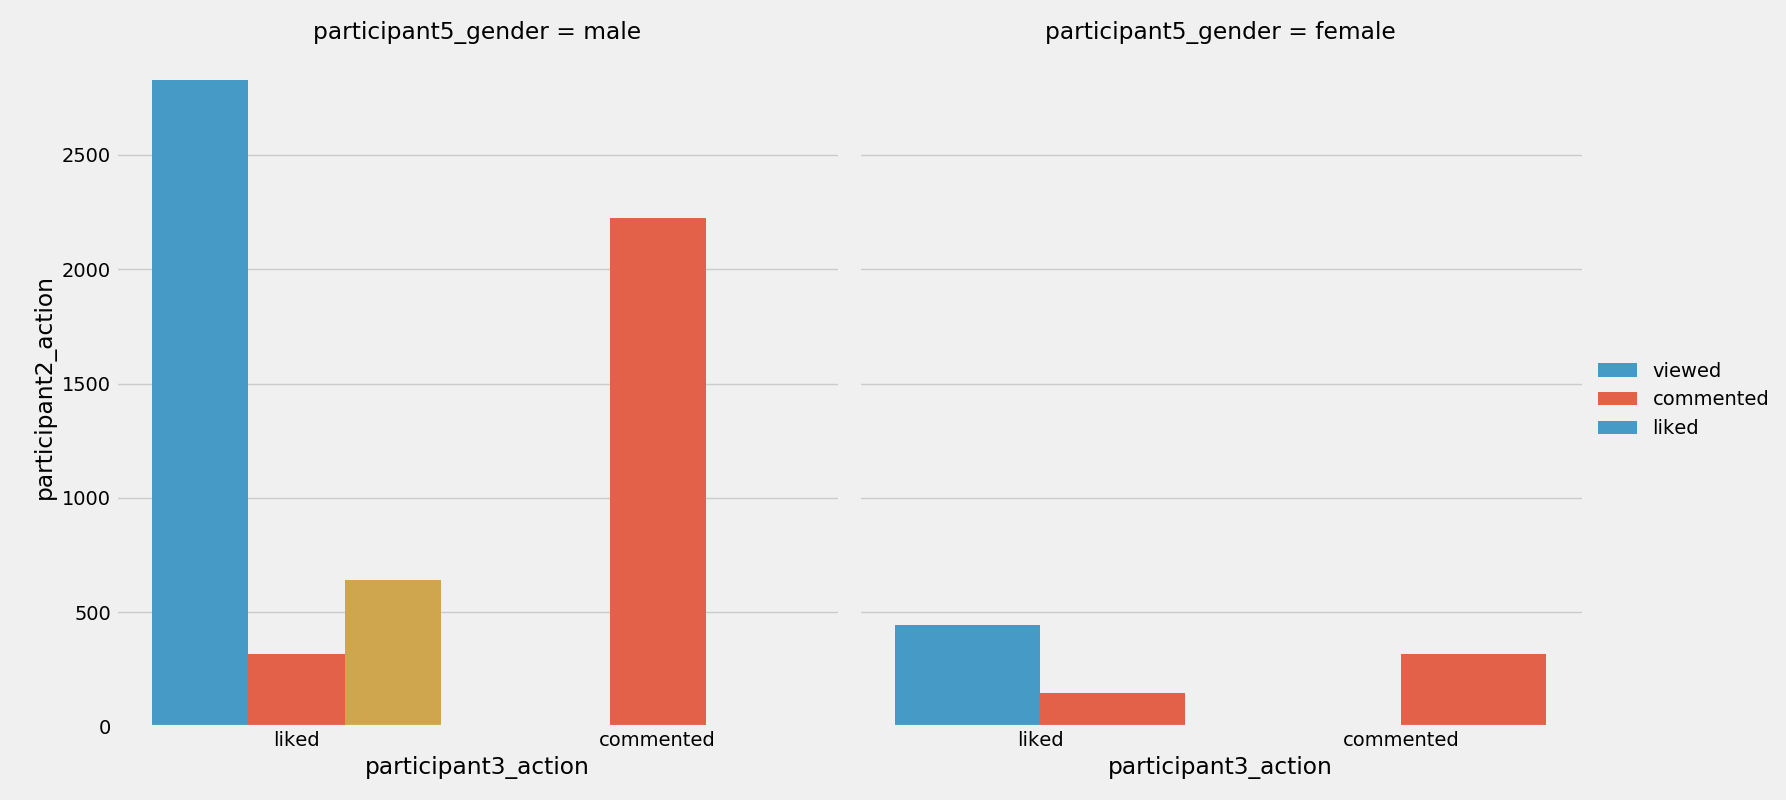 participant5_gender = male
participant5_gender = female
participant2_action
2500
2000
1500
1000
500
0
liked
commented
participant3_action
liked
commented
participant3_action
viewed
commented
liked